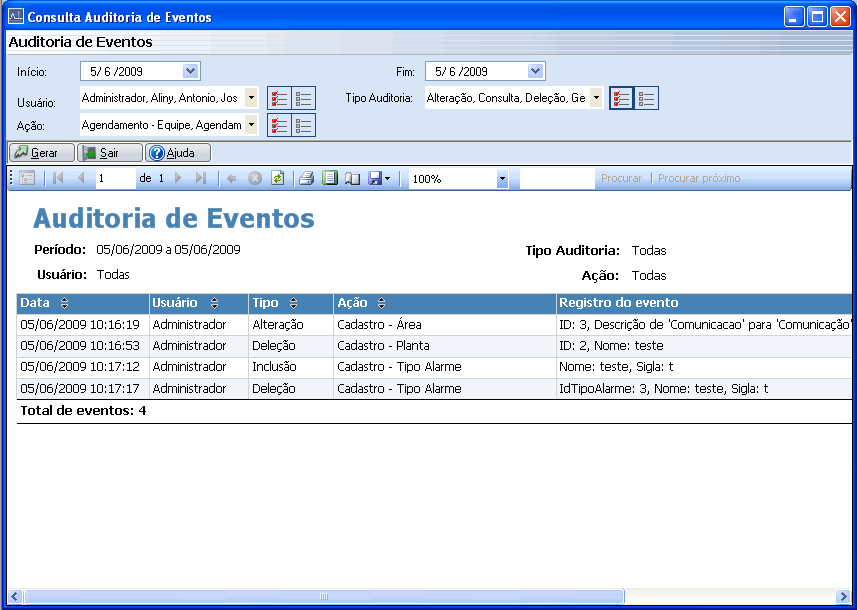 Consulta Auditoria de Eventos
Auditoria de Eventos
Início: 5/ 6 /2009 Fim: 5/ 6 /2009
Usuário: Administrador, Aliny, Antonio, Jos Tipo Auditoria: Alteração, Consulta, Deleção, Ge
Ação: Agendamento - Equipe, Agendam
Gerar Sair Ajuda
1 de 1 100% Procurar | Procurar próximo
Auditoria de Eventos
Período: 05/06/2009 a 05/06/2009 Tipo Auditoria: Todas
Usuário: Todas Ação: Todas
Data Usuário Tipo Ação Registro do evento
05/06/2009 10:16:19 Administrador Alteração Cadastro - Área ID: 3, Descrição de 'Comunicacao' para 'Comunicação'
05/06/2009 10:16:53 Administrador Deleção Cadastro - Planta ID: 2, Nome: teste
05/06/2009 10:17:12 Administrador Inclusão Cadastro - Tipo Alarme Nome: teste, Sigla: t
05/06/2009 10:17:17 Administrador Deleção Cadastro - Tipo Alarme IdTipoAlarme: 3, Nome: teste, Sigla: t
Total de eventos: 4